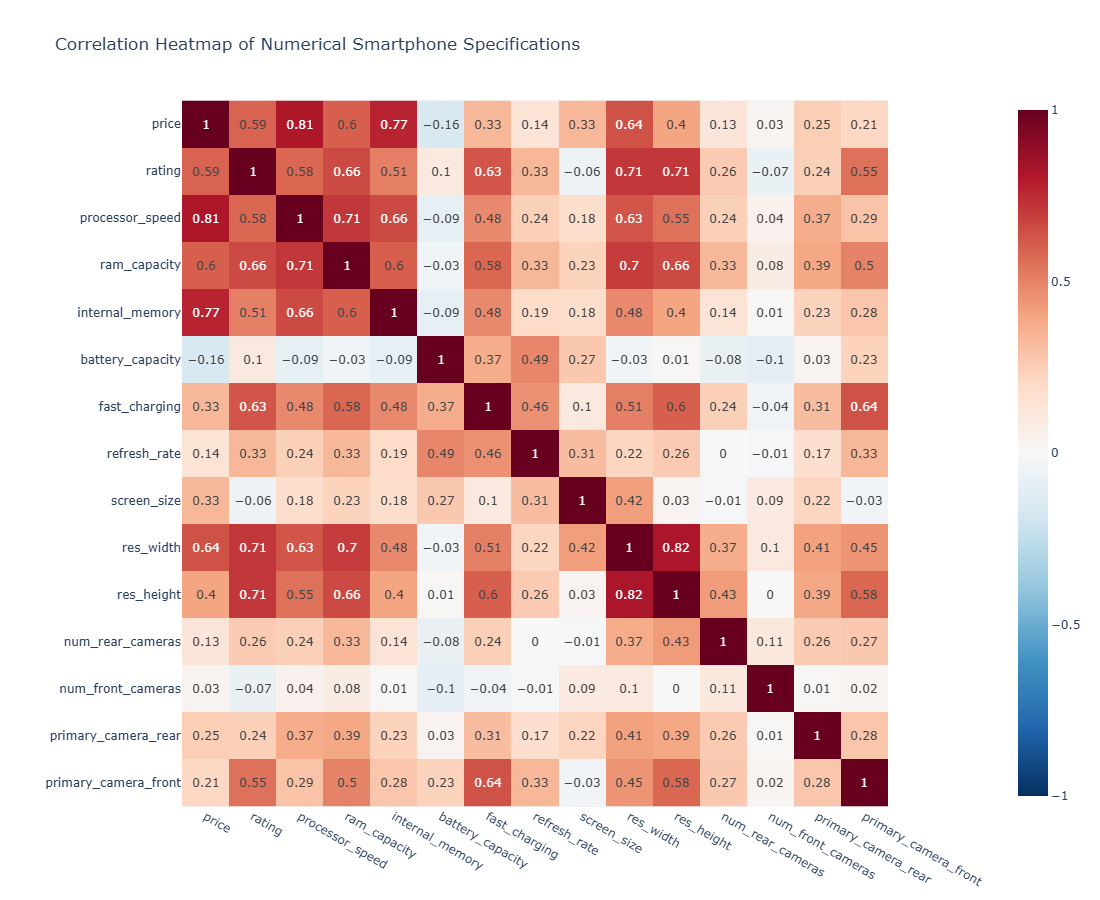 Correlation Heatmap of Numerical Smartphone Specifications
price 1 0.59 0.81 0.6 0.77 −0.16 0.33 0.14 0.33 0.64 0.4 0.13 0.03 0.25 0.21
rating 0.59 1 0.58 0.66 0.51 0.1 0.63 0.33 −0.06 0.71 0.71 0.26 −0.07 0.24 0.55
processor_speed 0.81 0.58 1 0.71 0.66 −0.09 0.48 0.24 0.18 0.63 0.55 0.24 0.04 0.37 0.29
ram_capacity 0.6 0.66 0.71 1 0.6 −0.03 0.58 0.33 0.23 0.7 0.66 0.33 0.08 0.39 0.5
internal_memory 0.77 0.51 0.66 0.6 1 −0.09 0.48 0.19 0.18 0.48 0.4 0.14 0.01 0.23 0.28
battery_capacity −0.16 0.1 −0.09 −0.03 −0.09 1 0.37 0.49 0.27 −0.03 0.01 −0.08 −0.1 0.03 0.23
fast_charging 0.33 0.63 0.48 0.58 0.48 0.37 1 0.46 0.1 0.51 0.6 0.24 −0.04 0.31 0.64
refresh_rate 0.14 0.33 0.24 0.33 0.19 0.49 0.46 1 0.31 0.22 0.26 0 −0.01 0.17 0.33
screen_size 0.33 −0.06 0.18 0.23 0.18 0.27 0.1 0.31 1 0.42 0.03 −0.01 0.09 0.22 −0.03
res_width 0.64 0.71 0.63 0.7 0.48 −0.03 0.51 0.22 0.42 1 0.82 0.37 0.1 0.41 0.45
res_height 0.4 0.71 0.55 0.66 0.4 0.01 0.6 0.26 0.03 0.82 1 0.43 0 0.39 0.58
num_rear_cameras 0.13 0.26 0.24 0.33 0.14 −0.08 0.24 0 −0.01 0.37 0.43 1 0.11 0.26 0.27
num_front_cameras 0.03 −0.07 0.04 0.08 0.01 −0.1 −0.04 −0.01 0.09 0.1 0 0.11 1 0.01 0.02
primary_camera_rear 0.25 0.24 0.37 0.39 0.23 0.03 0.31 0.17 0.22 0.41 0.39 0.26 0.01 1 0.28
primary_camera_front 0.21 0.55 0.29 0.5 0.28 0.23 0.64 0.33 −0.03 0.45 0.58 0.27 0.02 0.28 1
price
rating
processor_speed
ram_capacity
internal_memory
battery_capacity
fast_charging
refresh_rate
screen_size
res_width
res_height
num_rear_cameras
num_front_cameras
primary_camera_rear
primary_camera_front
1
0.5
0
−0.5
−1